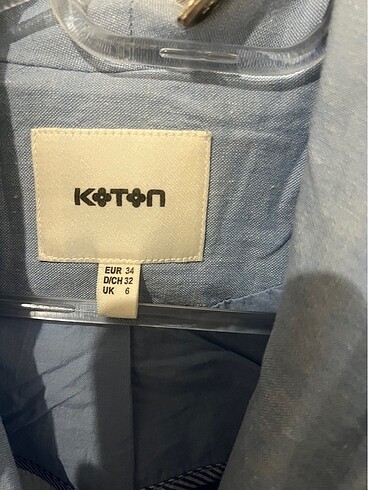 KOTON
EUR 34
D/CH 32
UK 6